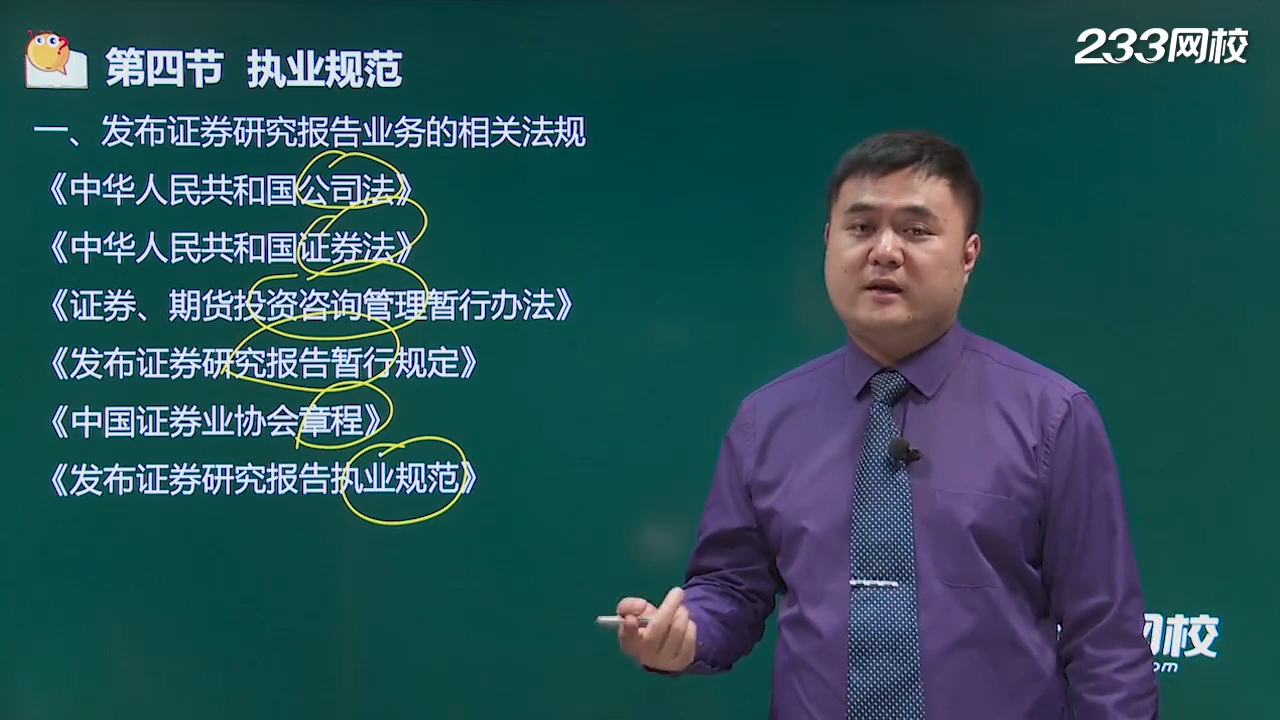 233网校
第四节 执业规范
一、发布证券研究报告业务的相关法规
《中华人民共和国公司法》
《中华人民共和国证券法》
《证券、期货投资咨询管理暂行办法》
《发布证券研究报告暂行规定》
《中国证券业协会章程》
《发布证券研究报告执业规范》
网校
om